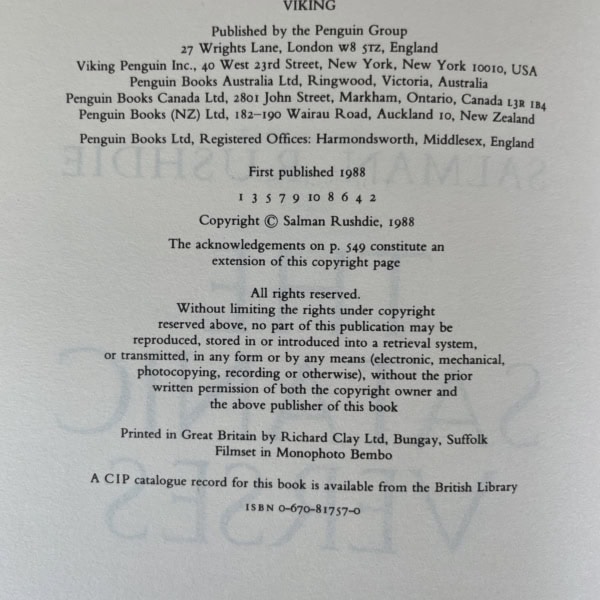 VIKING
Published by the Penguin Group
27 Wrights Lane, London W8 5TZ, England
Viking Penguin Inc., 40 West 23rd Street, New York, New York 10010, USA
Penguin Books Australia Ltd, Ringwood, Victoria, Australia
Penguin Books Canada Ltd, 2801 John Street, Markham, Ontario, Canada L3R 1B4
Penguin Books (NZ) Ltd, 182–190 Wairau Road, Auckland 10, New Zealand
Penguin Books Ltd, Registered Offices: Harmondsworth, Middlesex, England
First published 1988
1 3 5 7 9 10 8 6 4 2
Copyright © Salman Rushdie, 1988
The acknowledgements on p. 549 constitute an
extension of this copyright page
All rights reserved.
Without limiting the rights under copyright
reserved above, no part of this publication may be
reproduced, stored in or introduced into a retrieval system,
or transmitted, in any form or by any means (electronic, mechanical,
photocopying, recording or otherwise), without the prior
written permission of both the copyright owner and
the above publisher of this book
Printed in Great Britain by Richard Clay Ltd, Bungay, Suffolk
Filmset in Monophoto Bembo
A CIP catalogue record for this book is available from the British Library
ISBN 0-670-81757-0
SALMAN RUSHDIE
THE
SATANIC
VERSES